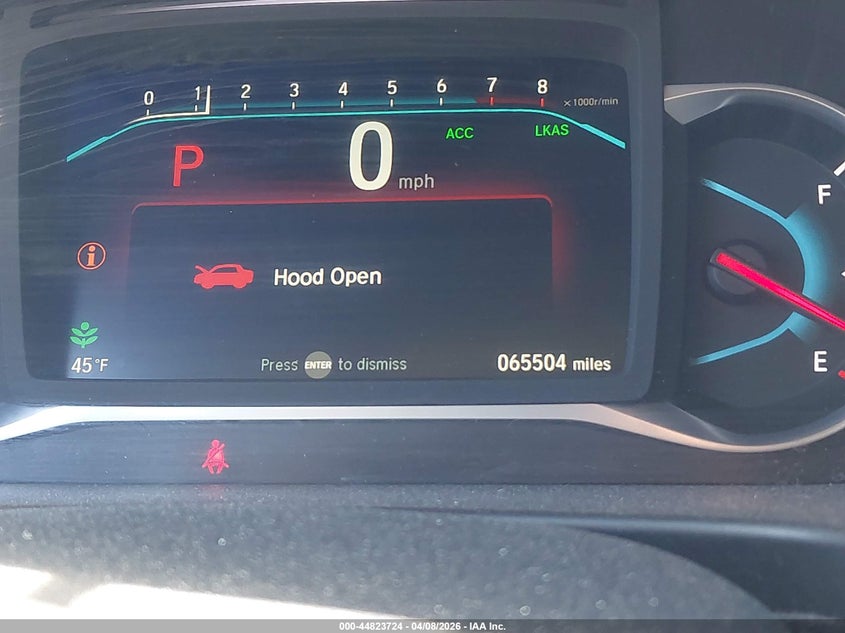 0 1 2 3 4 5 6 7 8 ×1000r/min
P 0 mph ACC LKAS
F
i
Hood Open
E
45°F Press ENTER to dismiss 065504 miles
000-44823724 - 04/08/2026 - IAA Inc.